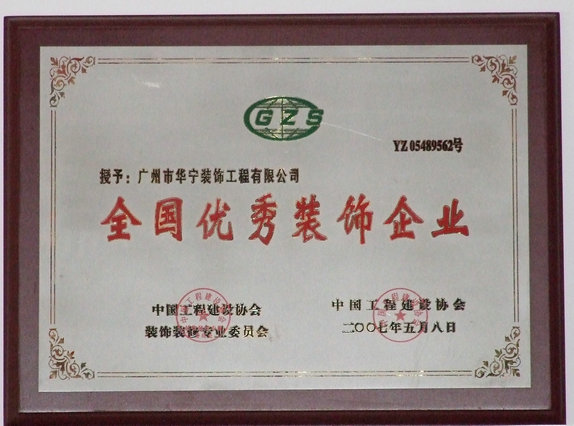 GZS
YZ 05489562号
授予：广州市华宁装饰工程有限公司
全国优秀装饰企业
中国工程建设协会
装饰装修专业委员会
中国工程建设协会
二〇〇七年五月八日